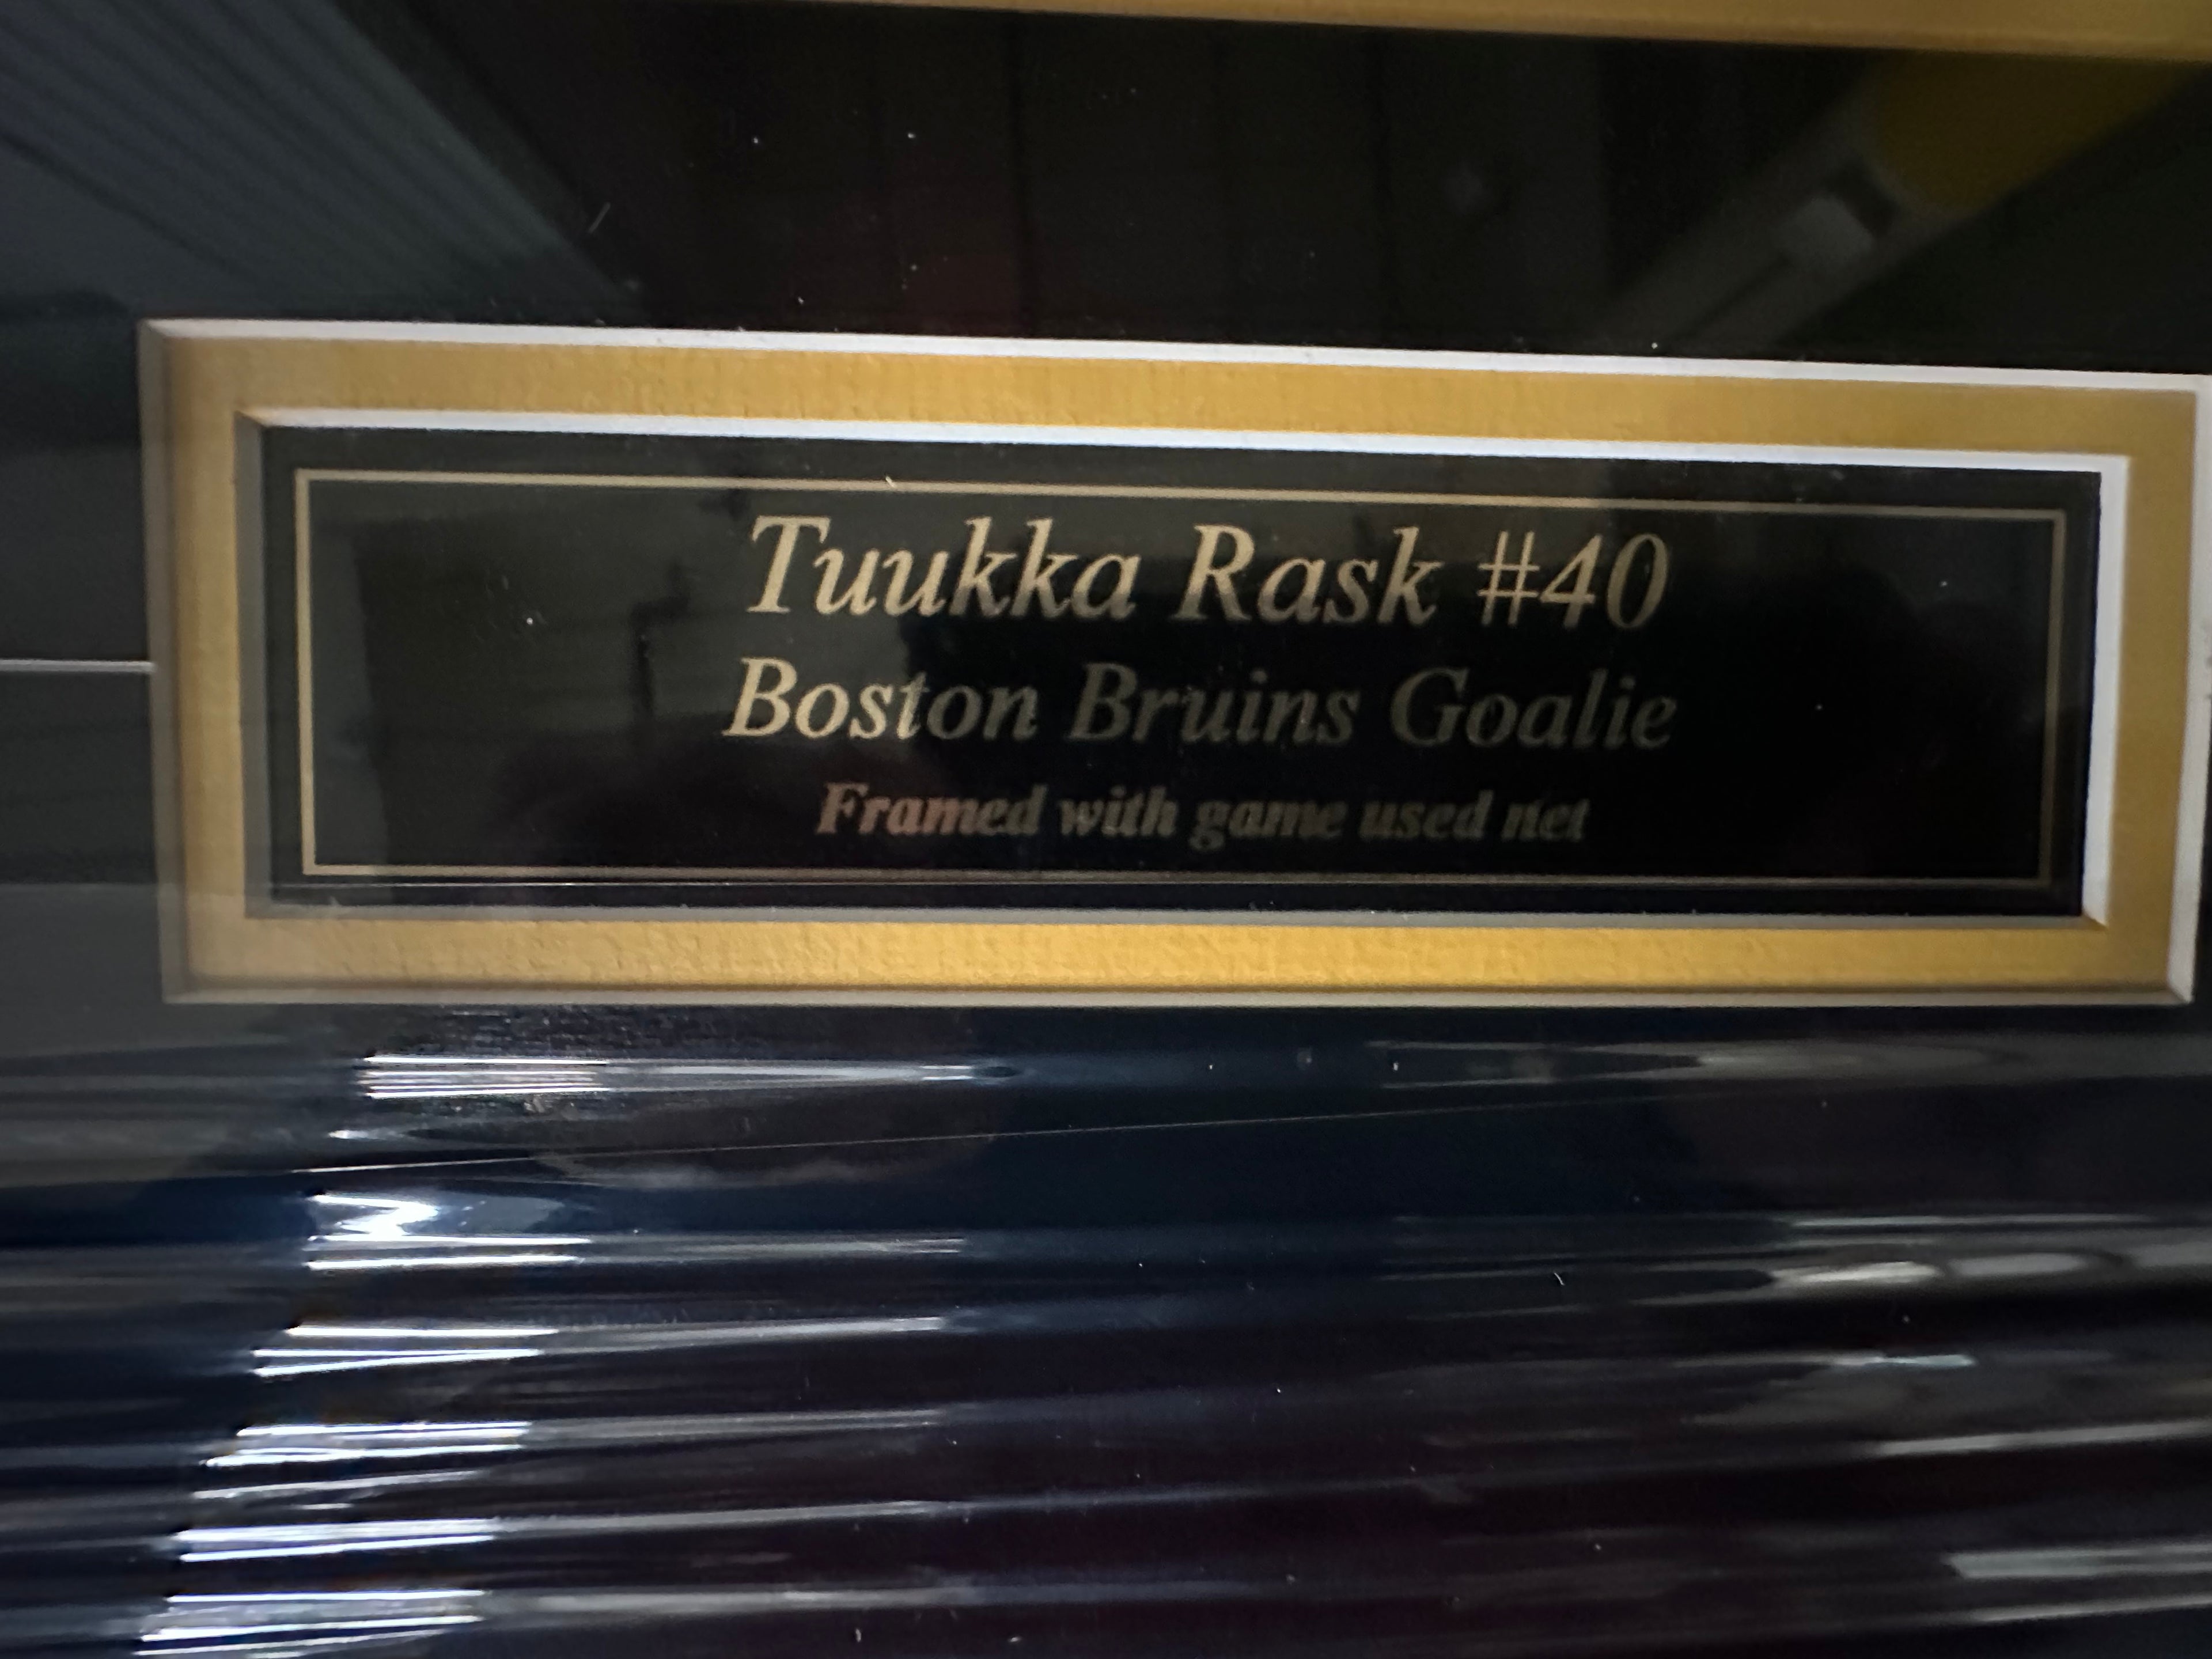 Tuukka Rask #40
Boston Bruins Goalie
Framed with game used net